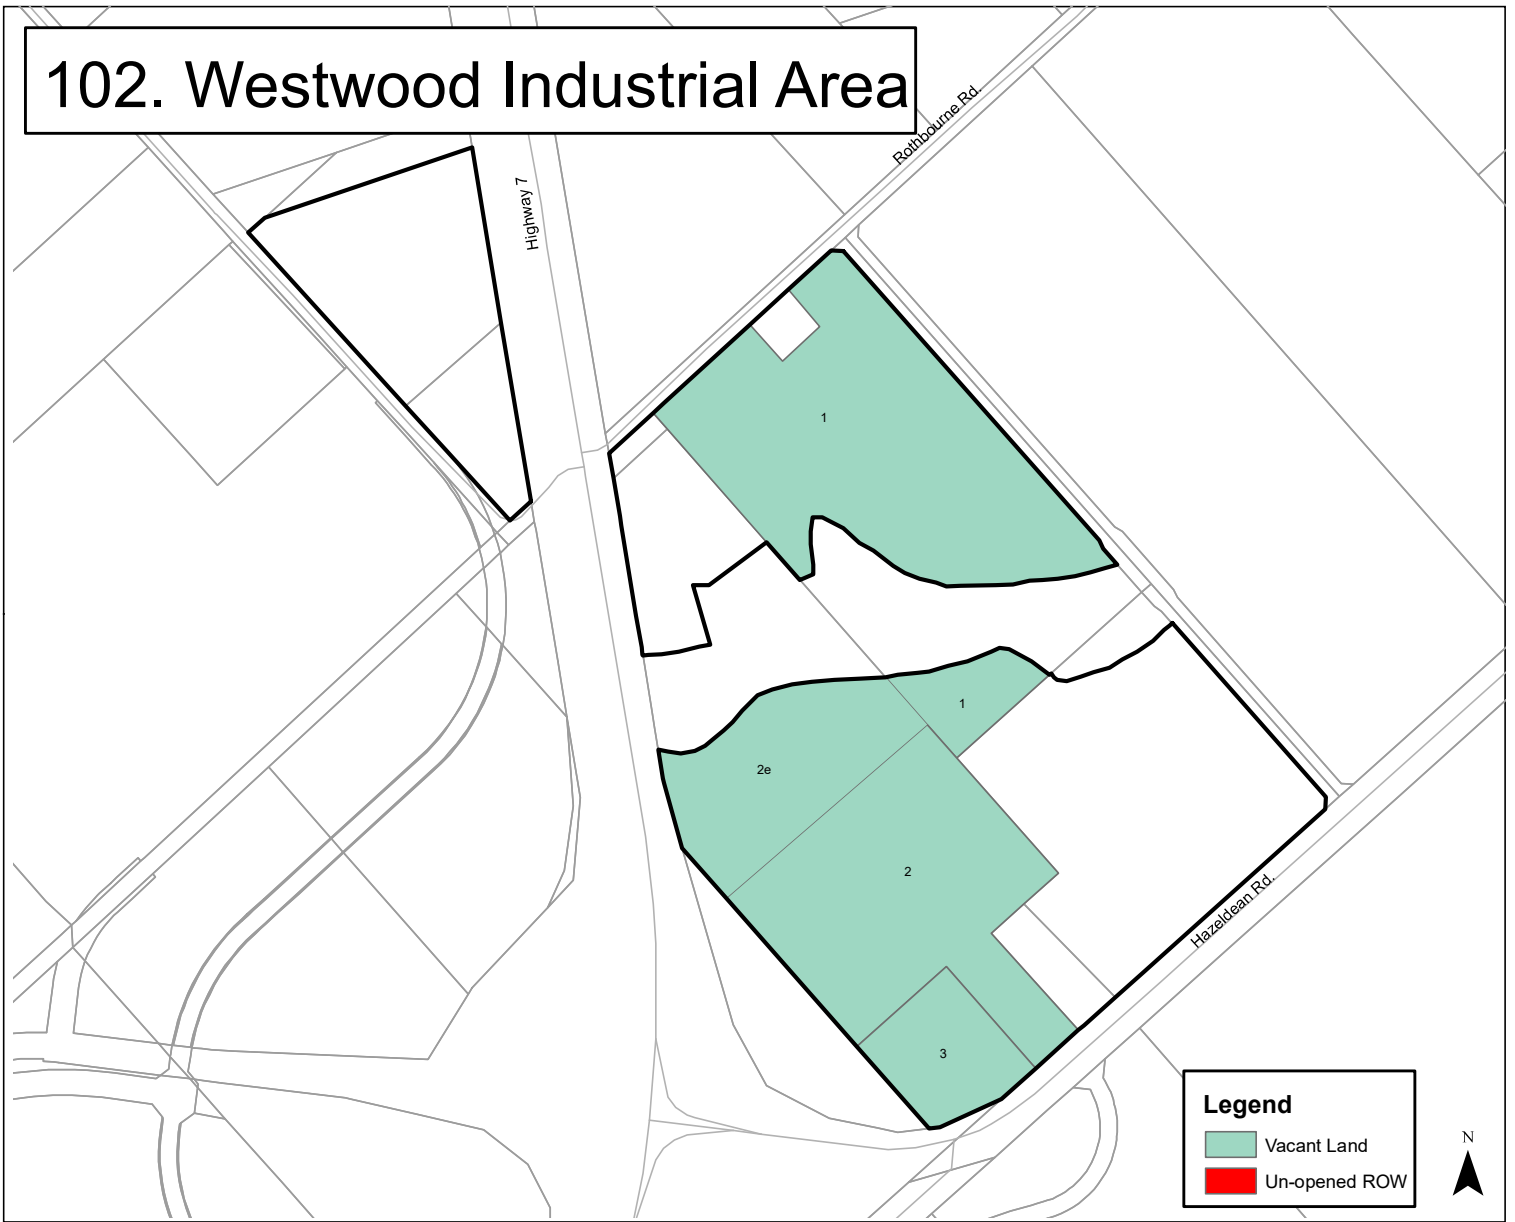 102. Westwood Industrial Area
Rothbourne Rd.
Highway 7
1
1
2e
2
Hazeldean Rd.
3
Legend
Vacant Land
Un-opened ROW
N